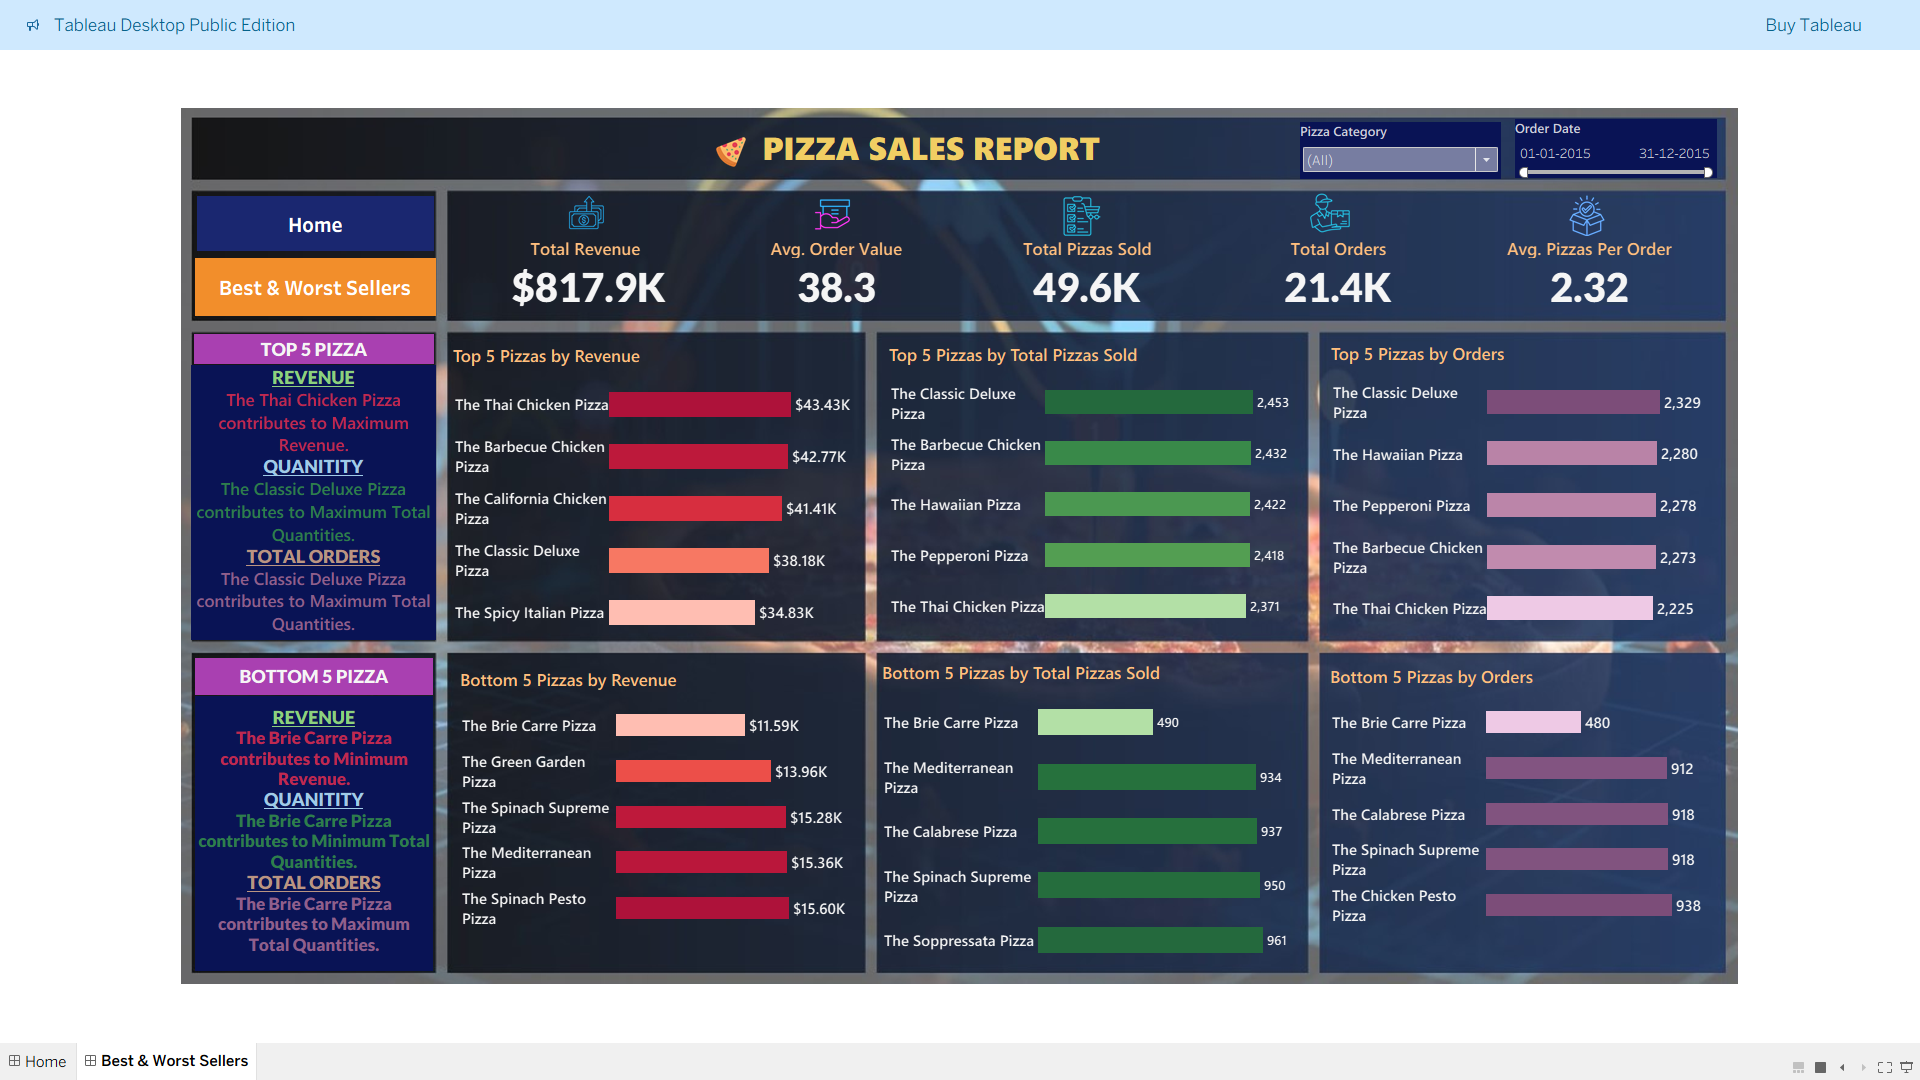 Tableau Desktop Public Edition
Buy Tableau
PIZZA SALES REPORT
Pizza Category
(All)
Order Date
01-01-2015 31-12-2015
Home
Best & Worst Sellers
Total Revenue
$817.9K
Avg. Order Value
38.3
Total Pizzas Sold
49.6K
Total Orders
21.4K
Avg. Pizzas Per Order
2.32
TOP 5 PIZZA
REVENUE
The Thai Chicken Pizza
contributes to Maximum
Revenue.
QUANITITY
The Classic Deluxe Pizza
contributes to Maximum Total
Quantities.
TOTAL ORDERS
The Classic Deluxe Pizza
contributes to Maximum Total
Quantities.
Top 5 Pizzas by Revenue
The Thai Chicken Pizza $43.43K
The Barbecue Chicken
Pizza $42.77K
The California Chicken
Pizza $41.41K
The Classic Deluxe
Pizza $38.18K
The Spicy Italian Pizza $34.83K
Top 5 Pizzas by Total Pizzas Sold
The Classic Deluxe
Pizza 2,453
The Barbecue Chicken
Pizza 2,432
The Hawaiian Pizza 2,422
The Pepperoni Pizza 2,418
The Thai Chicken Pizza 2,371
Top 5 Pizzas by Orders
The Classic Deluxe
Pizza 2,329
The Hawaiian Pizza 2,280
The Pepperoni Pizza 2,278
The Barbecue Chicken
Pizza 2,273
The Thai Chicken Pizza 2,225
BOTTOM 5 PIZZA
REVENUE
The Brie Carre Pizza
contributes to Minimum
Revenue.
QUANITITY
The Brie Carre Pizza
contributes to Minimum Total
Quantities.
TOTAL ORDERS
The Brie Carre Pizza
contributes to Maximum
Total Quantities.
Bottom 5 Pizzas by Revenue
The Brie Carre Pizza $11.59K
The Green Garden
Pizza $13.96K
The Spinach Supreme
Pizza $15.28K
The Mediterranean
Pizza $15.36K
The Spinach Pesto
Pizza $15.60K
Bottom 5 Pizzas by Total Pizzas Sold
The Brie Carre Pizza 490
The Mediterranean
Pizza 934
The Calabrese Pizza 937
The Spinach Supreme
Pizza 950
The Soppressata Pizza 961
Bottom 5 Pizzas by Orders
The Brie Carre Pizza 480
The Mediterranean
Pizza 912
The Calabrese Pizza 918
The Spinach Supreme
Pizza 918
The Chicken Pesto
Pizza 938
Home
Best & Worst Sellers